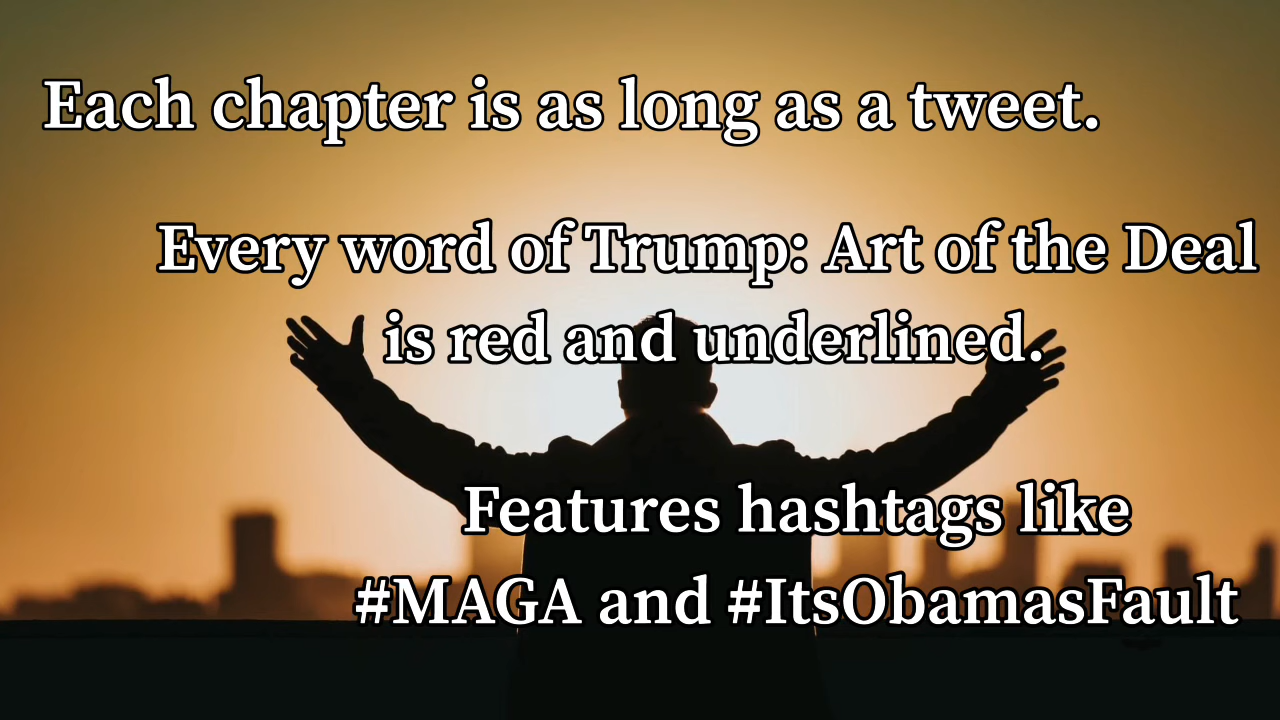 Each chapter is as long as a tweet.
Every word of Trump: Art of the Deal
is red and underlined.
Features hashtags like
#MAGA and #ItsObamasFault